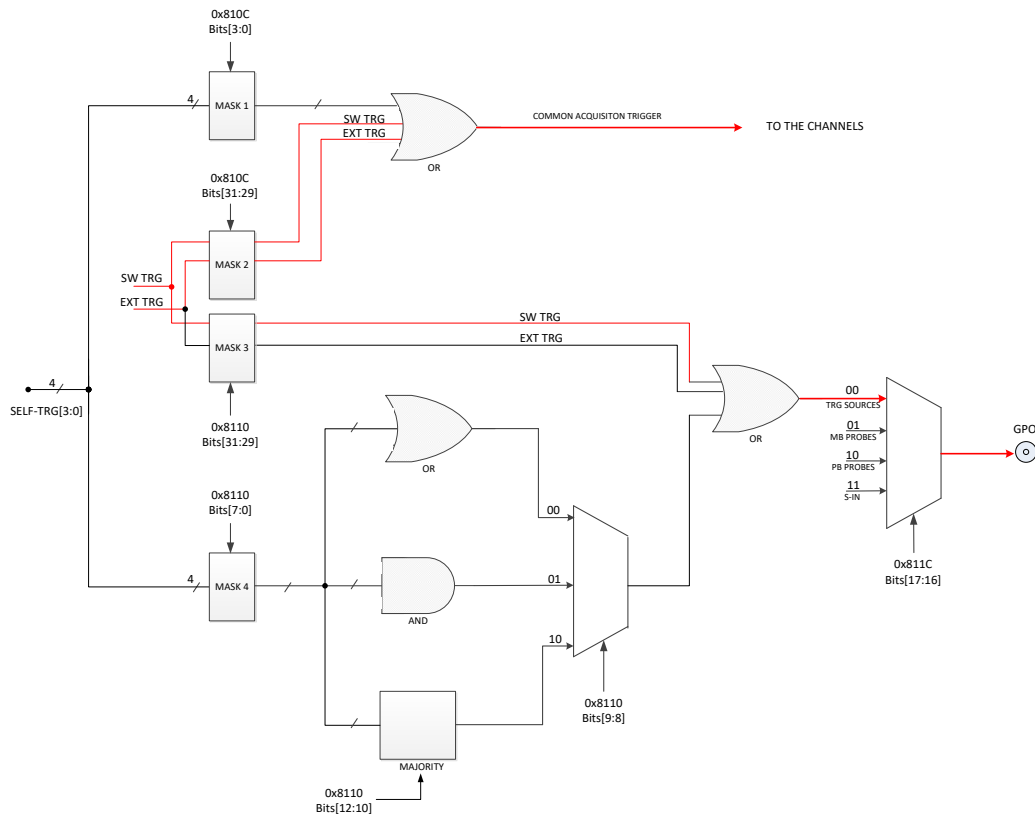 0x810C
Bits[3:0]
4
MASK 1
SW TRG
EXT TRG
OR
COMMON ACQUISITON TRIGGER
TO THE CHANNELS
0x810C
Bits[31:29]
MASK 2
SW TRG
EXT TRG
MASK 3
SW TRG
EXT TRG
0x8110
Bits[31:29]
4
SELF-TRG[3:0]
OR
OR
00
TRG SOURCES
01
MB PROBES
10
PB PROBES
11
S-IN
GPO
0x811C
Bits[17:16]
0x8110
Bits[7:0]
4
MASK 4
AND
00
01
10
0x8110
Bits[9:8]
MAJORITY
0x8110
Bits[12:10]